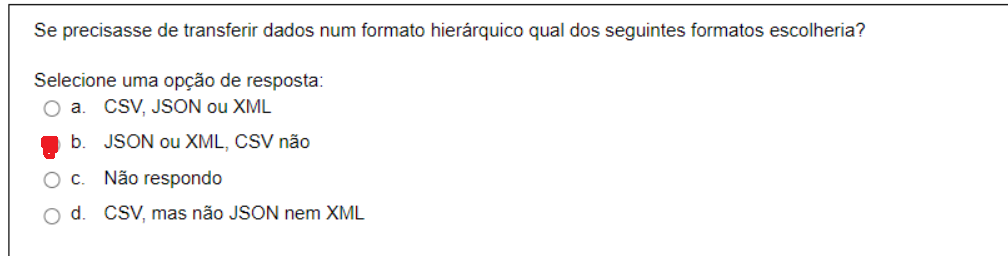 Se precisasse de transferir dados num formato hierárquico qual dos seguintes formatos escolheria?
Selecione uma opção de resposta:
a. CSV, JSON ou XML
b. JSON ou XML, CSV não
c. Não respondo
d. CSV, mas não JSON nem XML